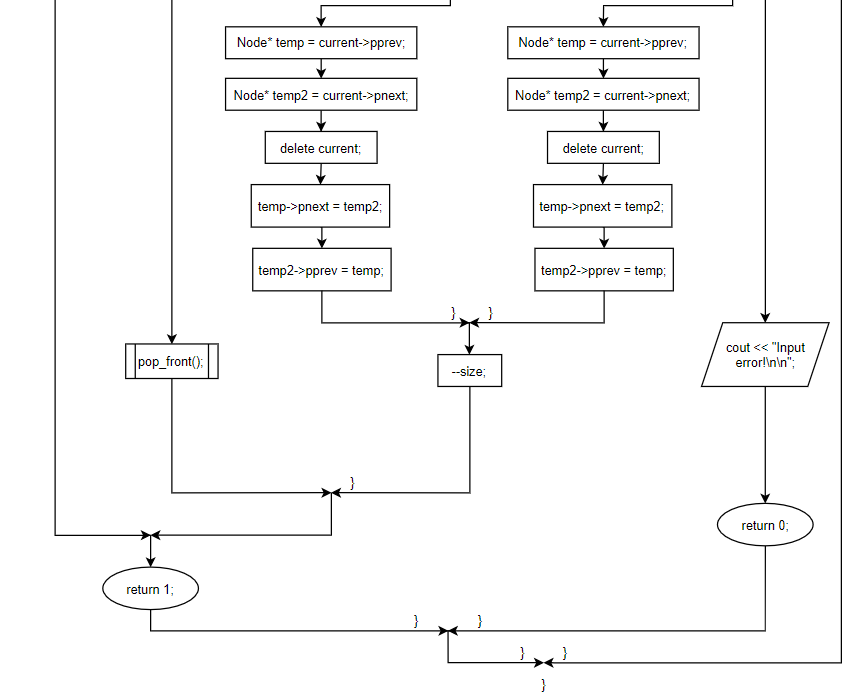 Node* temp = current->pprev;
Node* temp = current->pprev;
Node* temp2 = current->pnext;
Node* temp2 = current->pnext;
delete current;
delete current;
temp->pnext = temp2;
temp->pnext = temp2;
temp2->pprev = temp;
temp2->pprev = temp;
}
}
pop_front();
--size;
cout << "Input
error!\n\n";
}
return 0;
return 1;
}
}
}
}
}